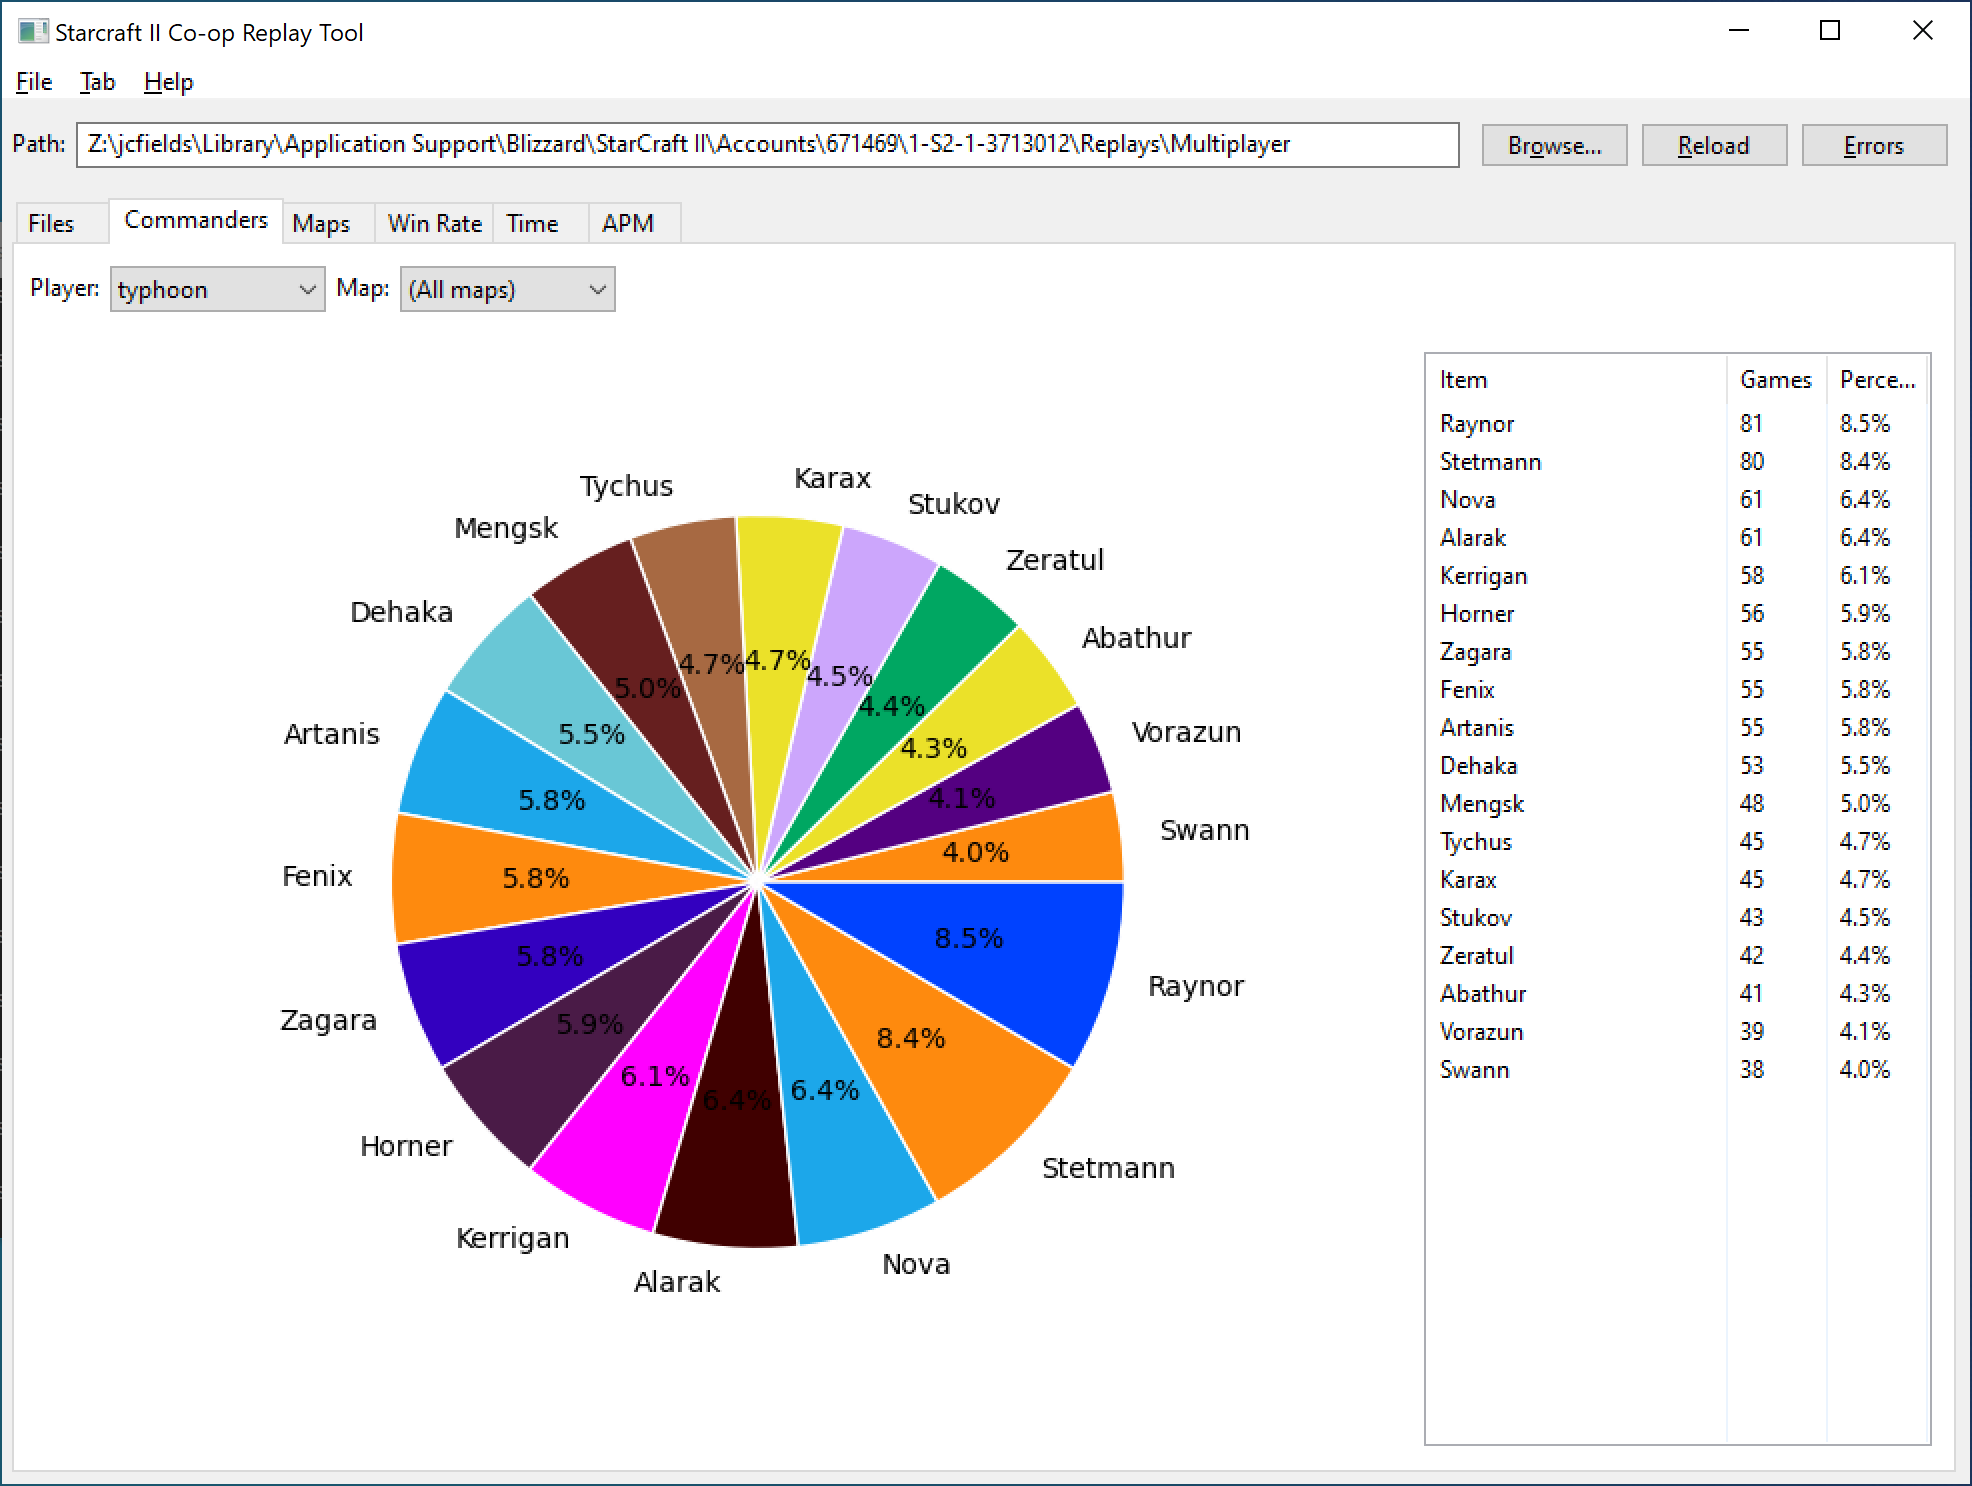 Starcraft II Co-op Replay Tool
File Tab Help
Path: Z:\jcfields\Library\Application Support\Blizzard\StarCraft II\Accounts\671469\1-S2-1-3713012\Replays\Multiplayer Browse... Reload Errors
Files Commanders Maps Win Rate Time APM
Player: typhoon Map: (All maps)
Karax
Tychus
Stukov
Mengsk
Zeratul
Dehaka
Abathur
Artanis
Vorazun
Swann
Fenix
Raynor
Zagara
Horner
Stetmann
Kerrigan
Nova
Alarak
4.7%
4.7%
4.5%
5.0%
4.4%
5.5%
4.3%
4.1%
5.8%
4.0%
5.8%
8.5%
5.8%
5.9%
8.4%
6.1%
6.4%
6.4%
Item Games Perce...
Raynor 81 8.5%
Stetmann 80 8.4%
Nova 61 6.4%
Alarak 61 6.4%
Kerrigan 58 6.1%
Horner 56 5.9%
Zagara 55 5.8%
Fenix 55 5.8%
Artanis 55 5.8%
Dehaka 53 5.5%
Mengsk 48 5.0%
Tychus 45 4.7%
Karax 45 4.7%
Stukov 43 4.5%
Zeratul 42 4.4%
Abathur 41 4.3%
Vorazun 39 4.1%
Swann 38 4.0%